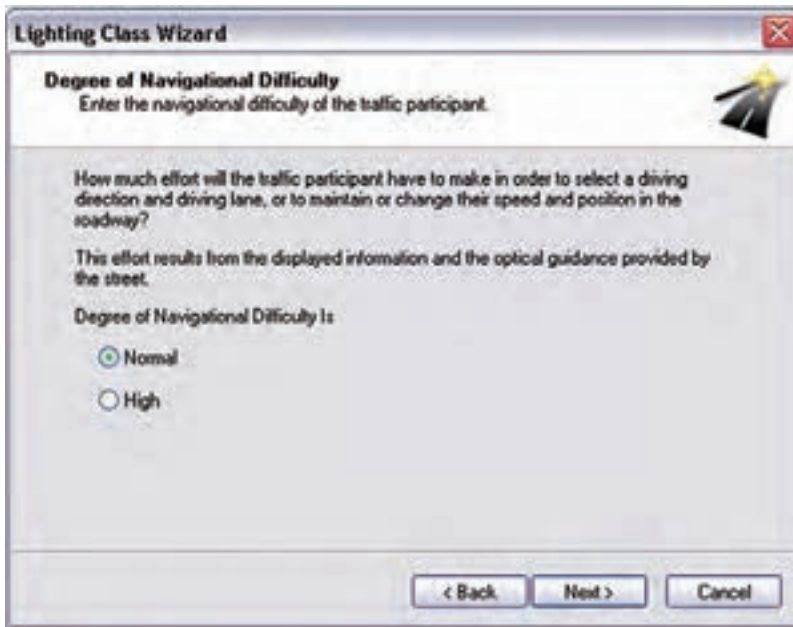 Lighting Class Wizard
Degree of Navigational Difficulty
Enter the navigational difficulty of the traffic participant.
How much effort will the traffic participant have to make in order to select a driving
direction and driving lane, or to maintain or change their speed and position in the
roadway?
This effort results from the displayed information and the optical guidance provided by
the street.
Degree of Navigational Difficulty Is
Normal
High
< Back Next > Cancel